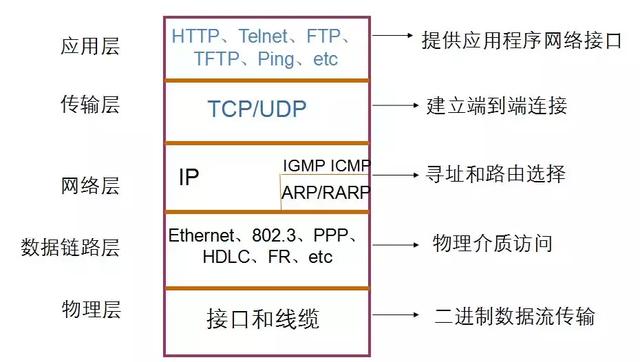 应用层
HTTP、Telnet、FTP、
TFTP、Ping、etc
提供应用程序网络接口
传输层
TCP/UDP
建立端到端连接
网络层
IP
IGMP ICMP
ARP/RARP
寻址和路由选择
数据链路层
Ethernet、802.3、PPP、
HDLC、FR、etc
物理介质访问
物理层
接口和线缆
二进制数据流传输